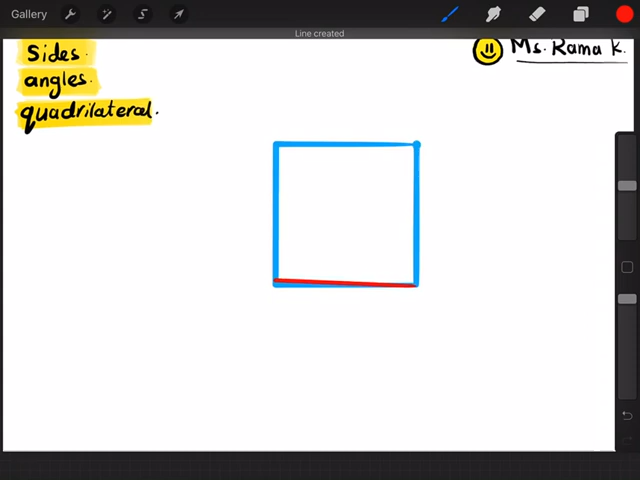 Gallery
Line created
Sides.
angles.
quadrilateral.
Ms. Rama K.